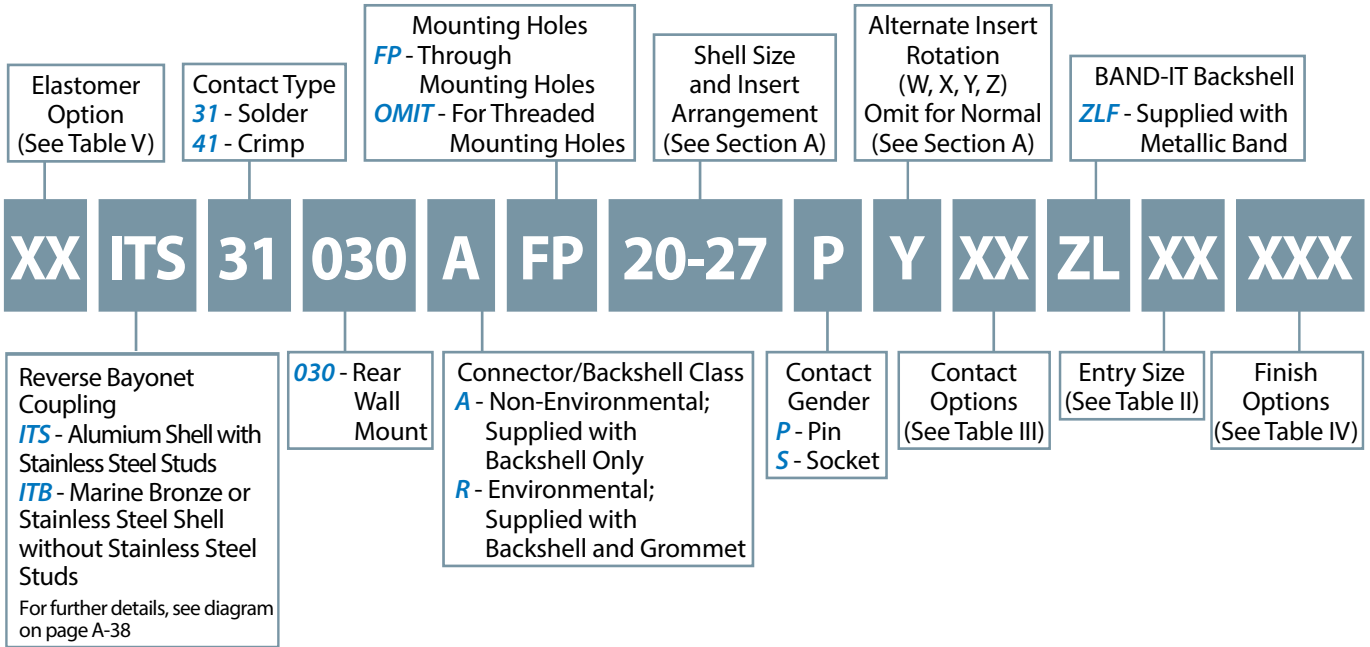 Elastomer
Option
(See Table V)
Contact Type
31 - Solder
41 - Crimp
Mounting Holes
FP - Through
Mounting Holes
OMIT - For Threaded
Mounting Holes
Shell Size
and Insert
Arrangement
(See Section A)
Alternate Insert
Rotation
(W, X, Y, Z)
Omit for Normal
(See Section A)
BAND-IT Backshell
ZLF - Supplied with
Metallic Band
XX ITS 31 030 A FP 20-27 P Y XX ZL XX XXX
Reverse Bayonet
Coupling
ITS - Alumium Shell with
Stainless Steel Studs
ITB - Marine Bronze or
Stainless Steel Shell
without Stainless Steel
Studs
For further details, see diagram
on page A-38
030 - Rear
Wall
Mount
Connector/Backshell Class
A - Non-Environmental;
Supplied with
Backshell Only
R - Environmental;
Supplied with
Backshell and Grommet
Contact
Gender
P - Pin
S - Socket
Contact
Options
(See Table III)
Entry Size
(See Table II)
Finish
Options
(See Table IV)